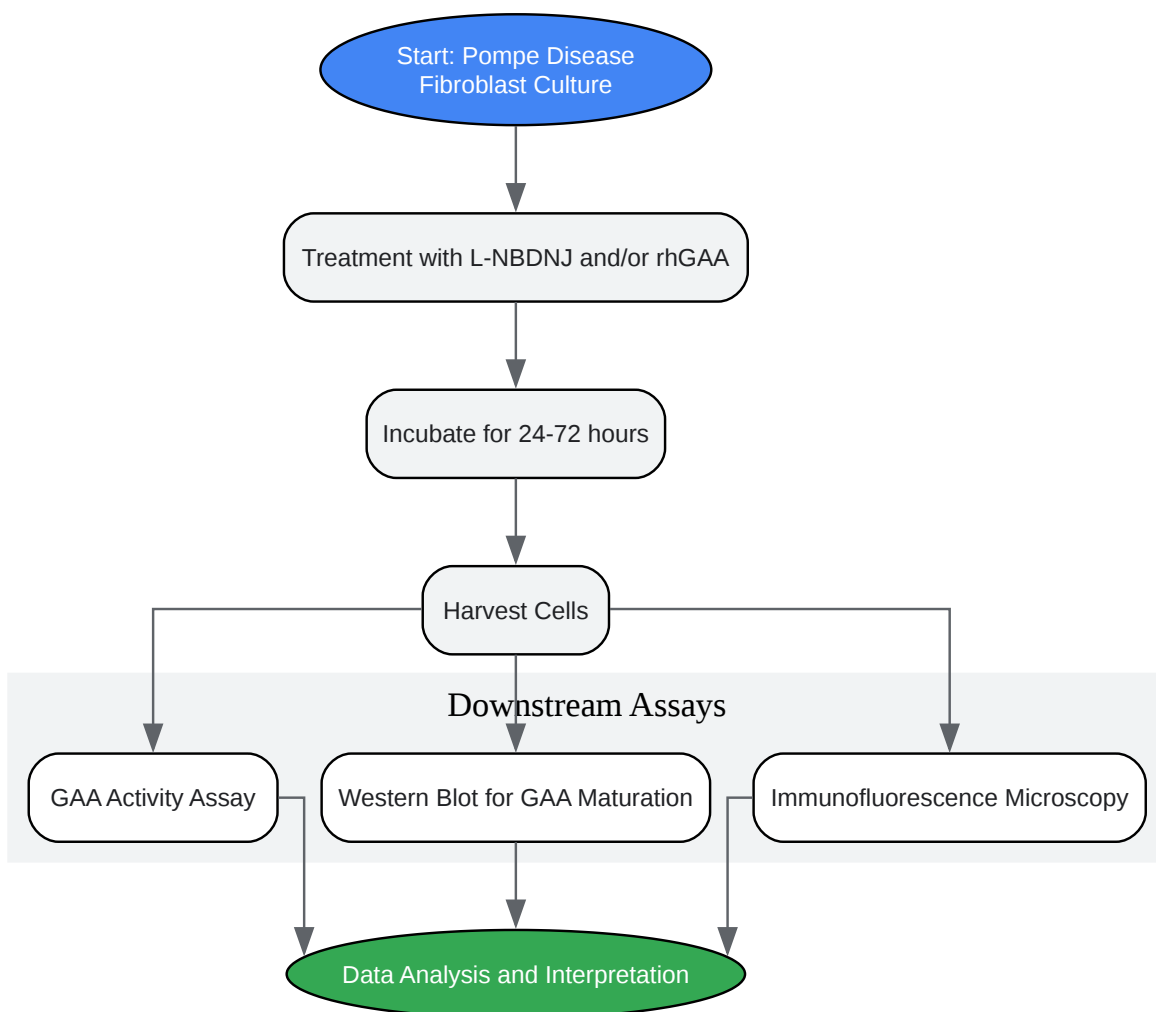 Start: Pompe Disease
Fibroblast Culture
Treatment with L-NBDNJ and/or rhGAA
Incubate for 24-72 hours
Harvest Cells
Downstream Assays
GAA Activity Assay
Western Blot for GAA Maturation
Immunofluorescence Microscopy
Data Analysis and Interpretation